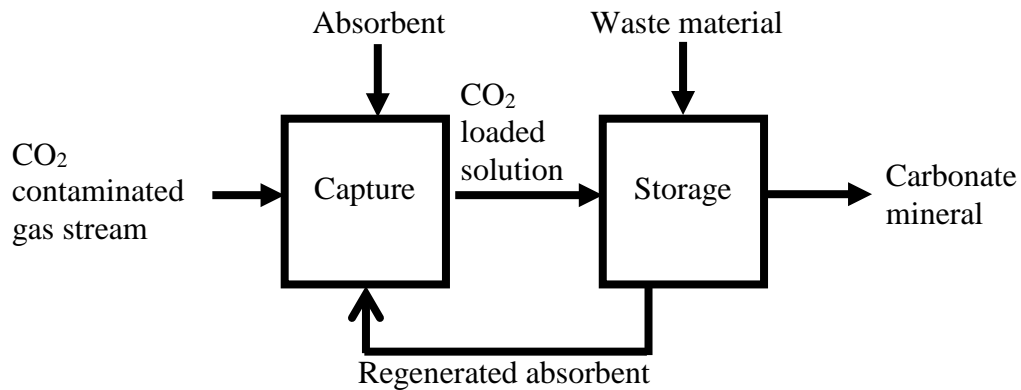 Absorbent
Waste material
CO₂
contaminated
gas stream
Capture
CO₂
loaded
solution
Storage
Carbonate
mineral
Regenerated absorbent